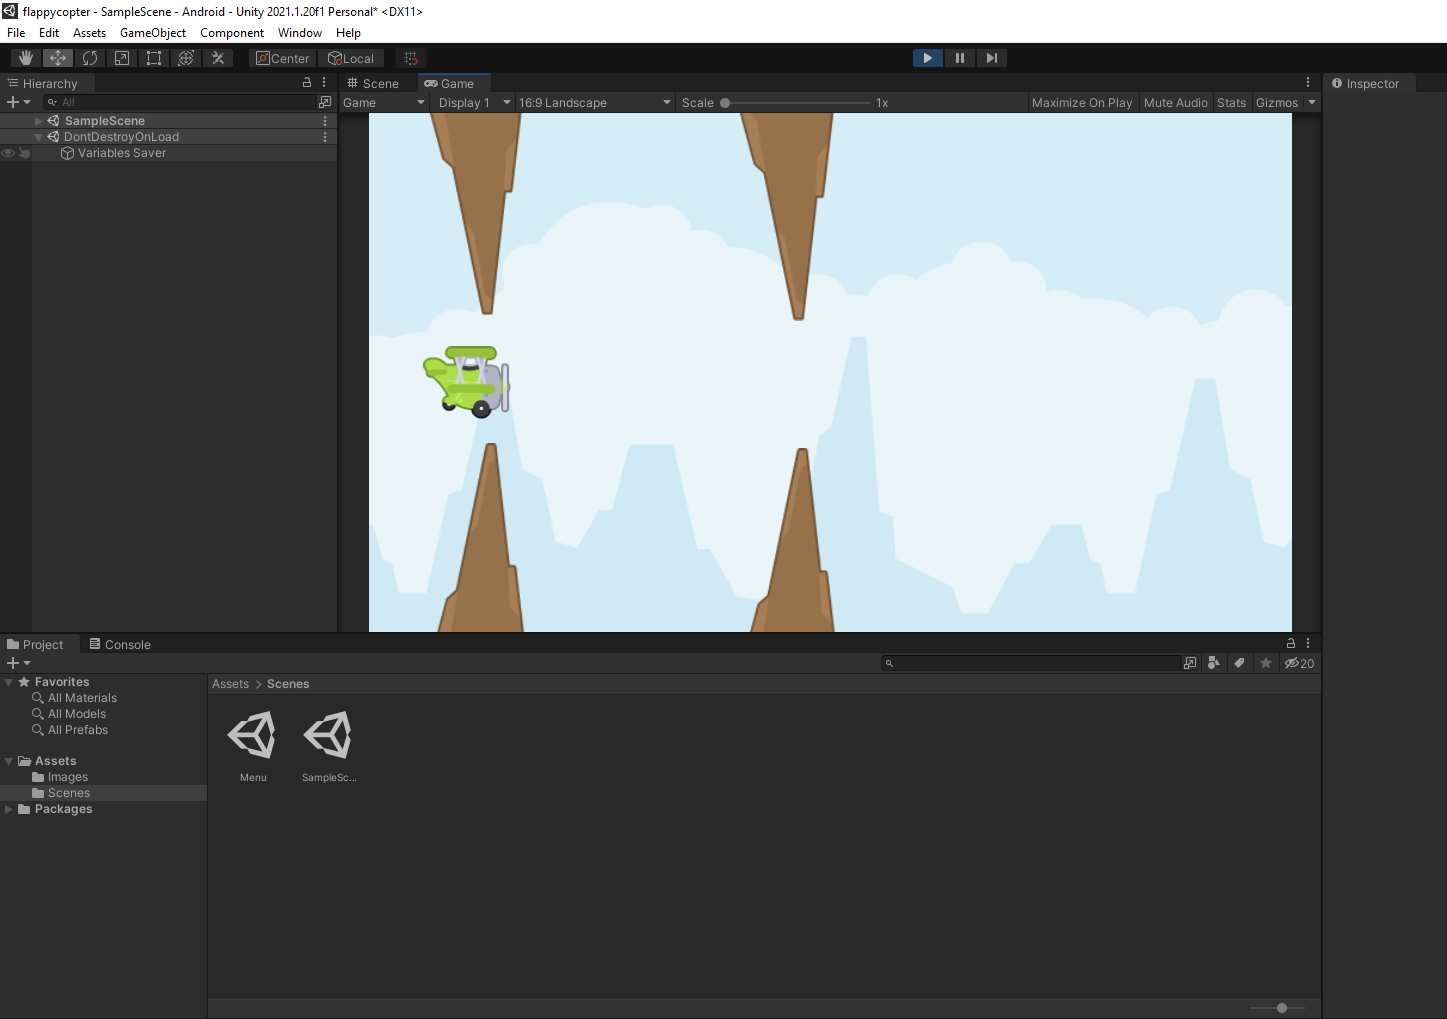 flappycopter - SampleScene - Android - Unity 2021.1.20f1 Personal* <DX11>
File Edit Assets GameObject Component Window Help
Center Local
Hierarchy
All
SampleScene
DontDestroyOnLoad
Variables Saver
Scene Game
Game Display 1 16:9 Landscape Scale 1x Maximize On Play Mute Audio Stats Gizmos
Inspector
Project Console
20
Favorites
All Materials
All Models
All Prefabs
Assets
Images
Scenes
Packages
Assets > Scenes
Menu SampleSc...